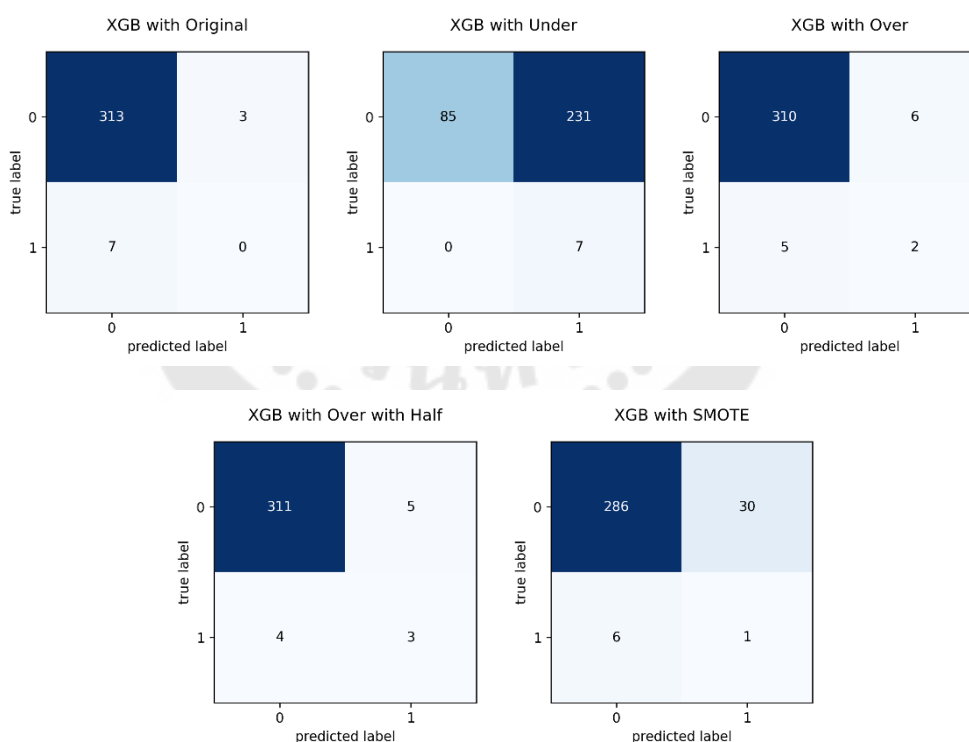 XGB with Original
0
313
3
true label
1
7
0
0
1
predicted label
XGB with Under
0
85
231
true label
1
0
7
0
1
predicted label
XGB with Over
0
310
6
true label
1
5
2
0
1
predicted label
XGB with Over with Half
0
311
5
true label
1
4
3
0
1
predicted label
XGB with SMOTE
0
286
30
true label
1
6
1
0
1
predicted label